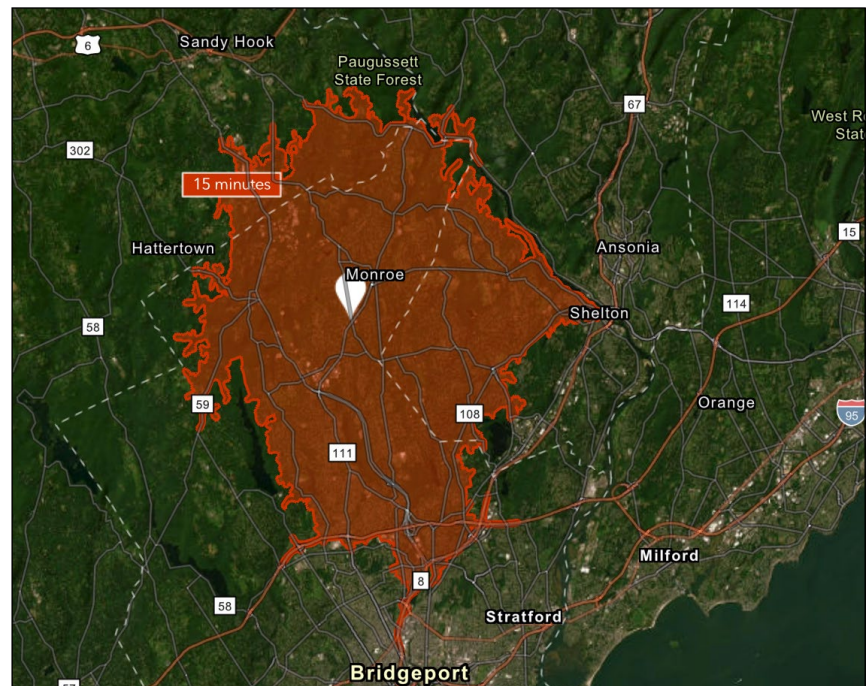 6
Sandy Hook
Paugussett
State Forest
67
West R
Stat
302
15 minutes
15
Hattertown
Ansonia
Monroe
114
58
Shelton
59
108
Orange
95
111
Milford
8
58
Stratford
Bridgeport
57